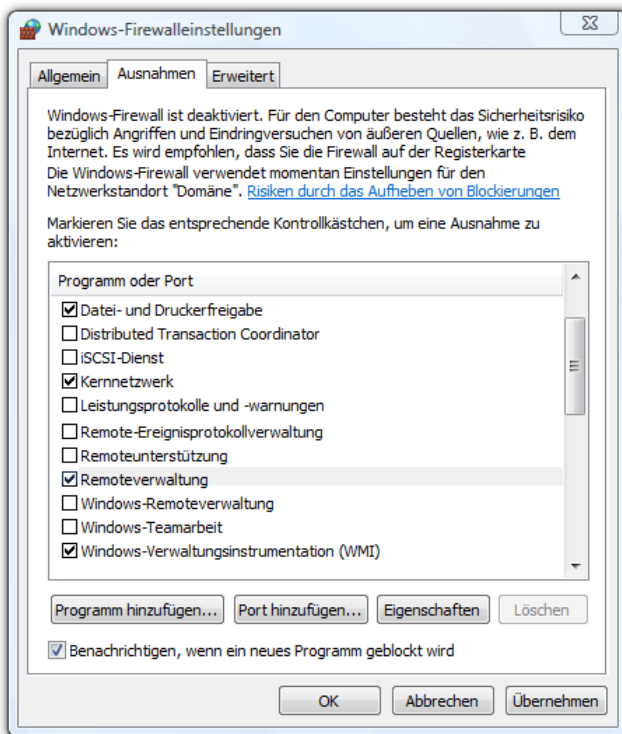 Windows-Firewalleinstellungen
Allgemein Ausnahmen Erweitert
Windows-Firewall ist deaktiviert. Für den Computer besteht das Sicherheitsrisiko
bezüglich Angriffen und Eindringversuchen von äußeren Quellen, wie z. B. dem
Internet. Es wird empfohlen, dass Sie die Firewall auf der Registerkarte
Die Windows-Firewall verwendet momentan Einstellungen für den
Netzwerkstandort "Domäne". Risiken durch das Aufheben von Blockierungen
Markieren Sie das entsprechende Kontrollkästchen, um eine Ausnahme zu
aktivieren:
Programm oder Port
Datei- und Druckerfreigabe
Distributed Transaction Coordinator
iSCSI-Dienst
Kernnetzwerk
Leistungsprotokolle und -warnungen
Remote-Ereignisprotokollverwaltung
Remoteunterstützung
Remoteverwaltung
Windows-Remoteverwaltung
Windows-Teamarbeit
Windows-Verwaltungsinstrumentation (WMI)
Programm hinzufügen... Port hinzufügen... Eigenschaften Löschen
Benachrichtigen, wenn ein neues Programm geblockt wird
OK Abbrechen Übernehmen